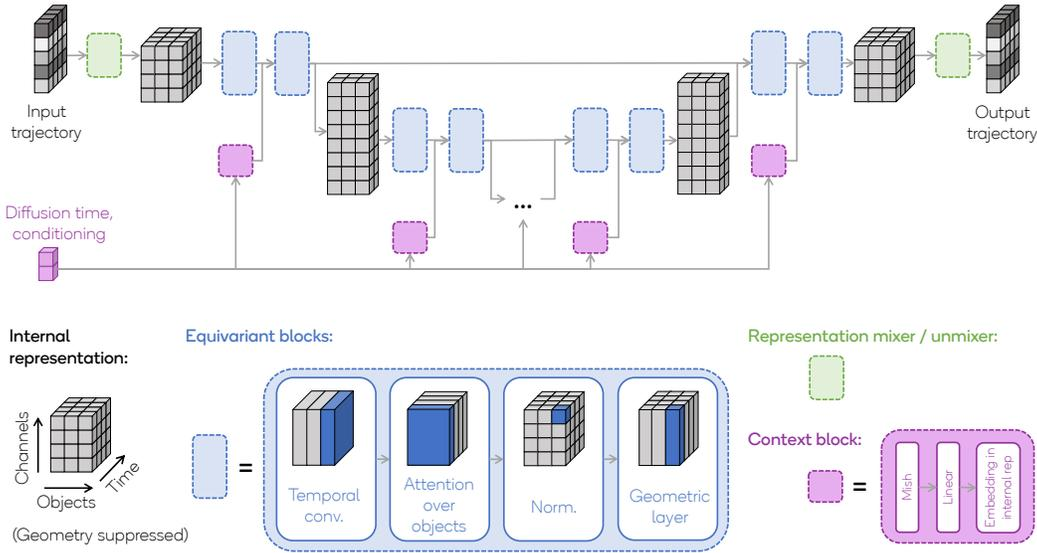 Input
trajectory
Output
trajectory
Diffusion time,
conditioning
...
Internal
representation:
Channels
Objects
Time
(Geometry suppressed)
Equivariant blocks:
=
Temporal
conv.
Attention
over
objects
Norm.
Geometric
layer
Representation mixer / unmixer:
Context block:
=
Mish
Linear
Embedding in
internal rep